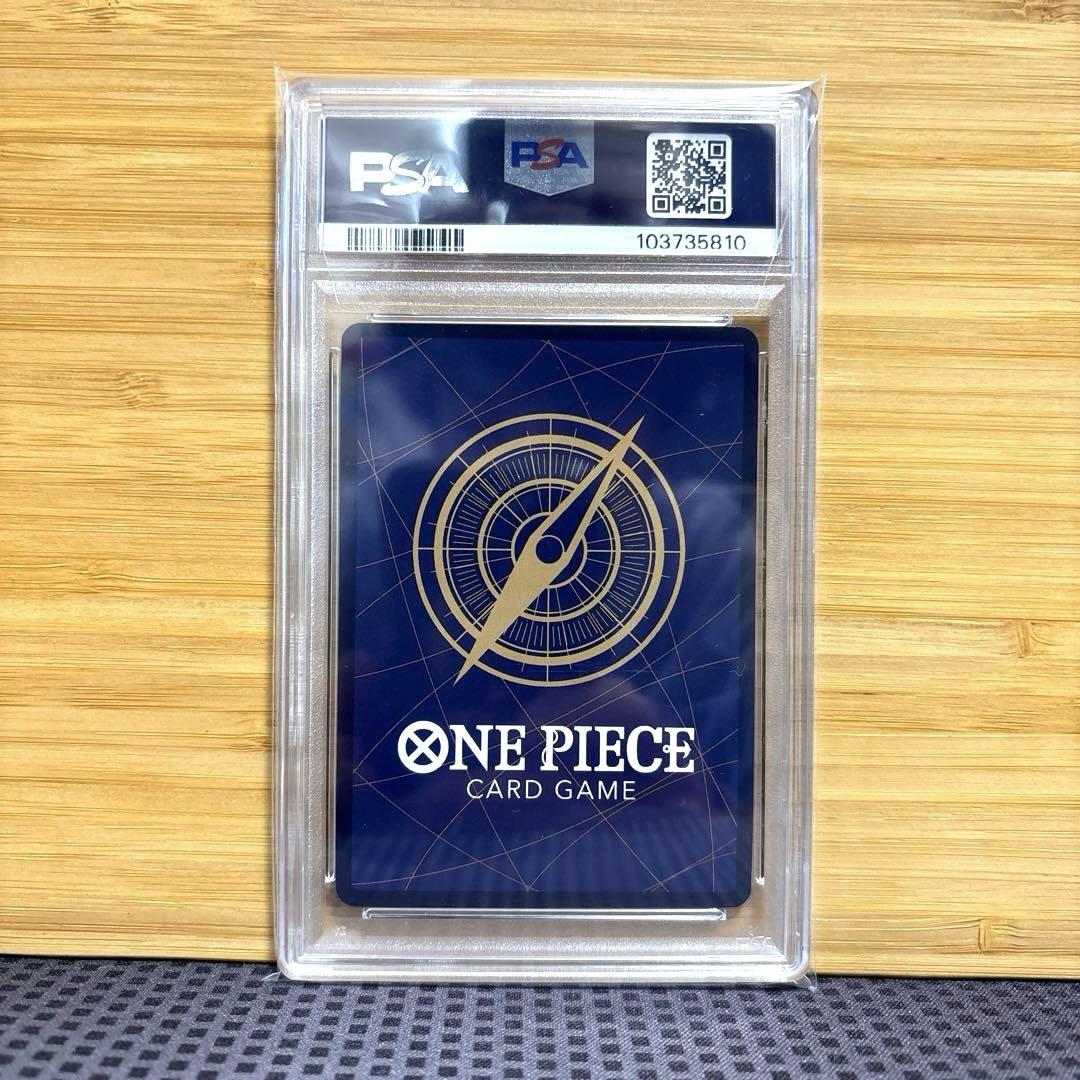 PSA PSA
103735810
ONE PIECE
CARD GAME